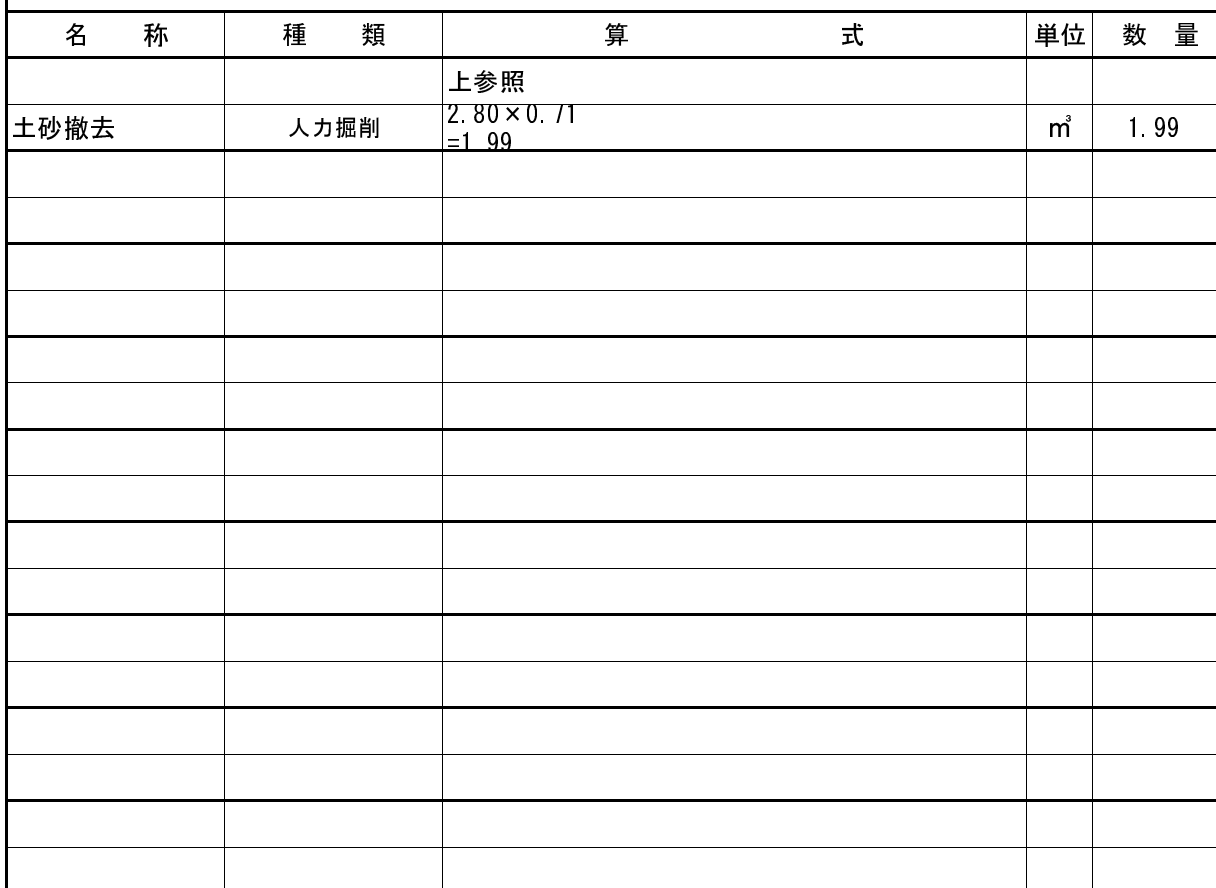 名　称 種　類 算　式 単位 数　量
上参照
土砂撤去 人力掘削 2.80×0.71 ㎥ 1.99
=1.99